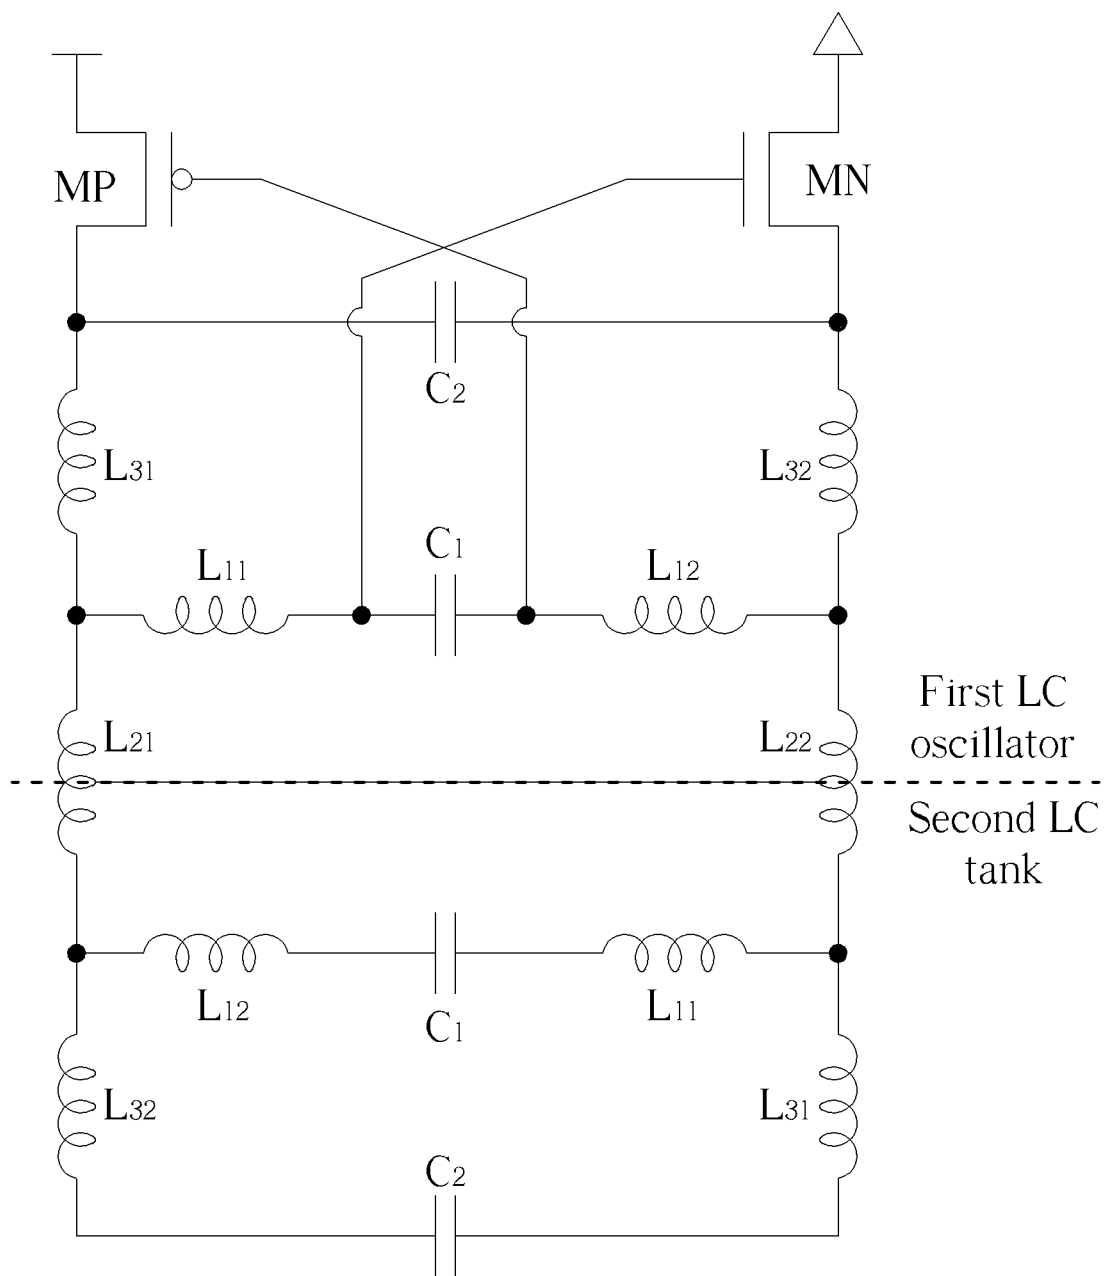 MP
MN
C2
L31
L32
C1
L11
L12
First LC
oscillator
L21
L22
Second LC
tank
L12
C1
L11
L32
L31
C2